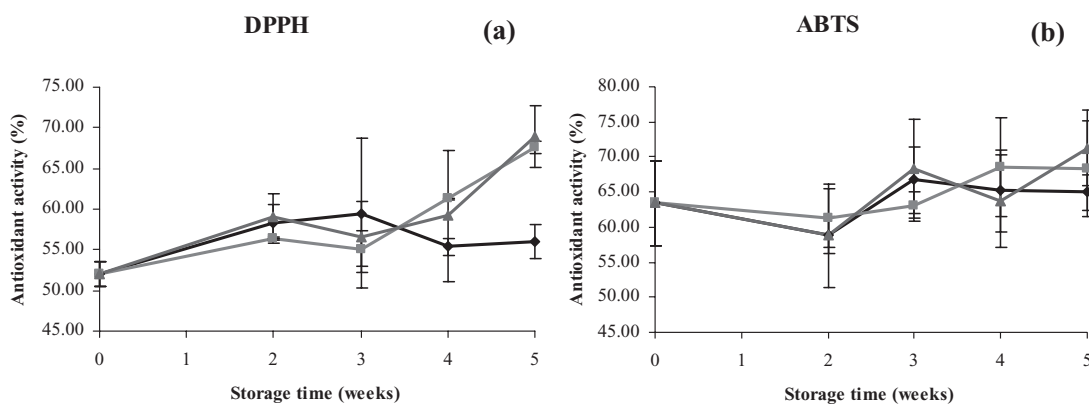 DPPH
(a)
75.00
70.00
65.00
60.00
55.00
50.00
45.00
Antioxidant activity (%)
0 1 2 3 4 5
Storage time (weeks)
ABTS
(b)
80.00
75.00
70.00
65.00
60.00
55.00
50.00
45.00
Antioxidant activity (%)
0 1 2 3 4 5
Storage time (weeks)